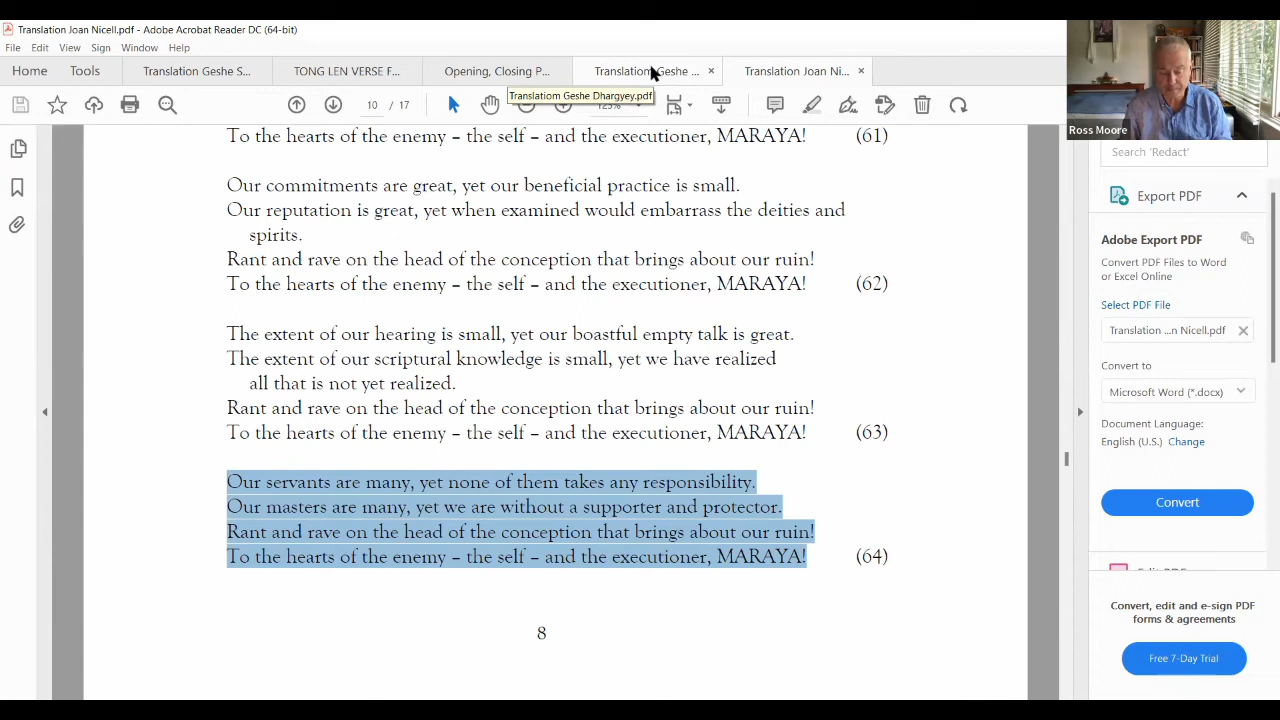 Translation Joan Nicell.pdf - Adobe Acrobat Reader DC (64-bit)
File Edit View Sign Window Help
Home Tools Translation Geshe S... TONG LEN VERSE F... Opening, Closing P... Translatiom Geshe ... × Translation Joan Ni... ×
10 / 17
Translatiom Geshe Dhargyey.pdf
Ross Moore
To the hearts of the enemy – the self – and the executioner, MARAYA! (61)
Our commitments are great, yet our beneficial practice is small.
Our reputation is great, yet when examined would embarrass the deities and
spirits.
Rant and rave on the head of the conception that brings about our ruin!
To the hearts of the enemy – the self – and the executioner, MARAYA! (62)
The extent of our hearing is small, yet our boastful empty talk is great.
The extent of our scriptural knowledge is small, yet we have realized
all that is not yet realized.
Rant and rave on the head of the conception that brings about our ruin!
To the hearts of the enemy – the self – and the executioner, MARAYA! (63)
Our servants are many, yet none of them takes any responsibility.
Our masters are many, yet we are without a supporter and protector.
Rant and rave on the head of the conception that brings about our ruin!
To the hearts of the enemy – the self – and the executioner, MARAYA! (64)
8
Search 'Redact'
Export PDF
Adobe Export PDF
Convert PDF Files to Word
or Excel Online
Select PDF File
Translation ...n Nicell.pdf
Convert to
Microsoft Word (*.docx)
Document Language:
English (U.S.) Change
Convert
Convert, edit and e-sign PDF
forms & agreements
Free 7-Day Trial